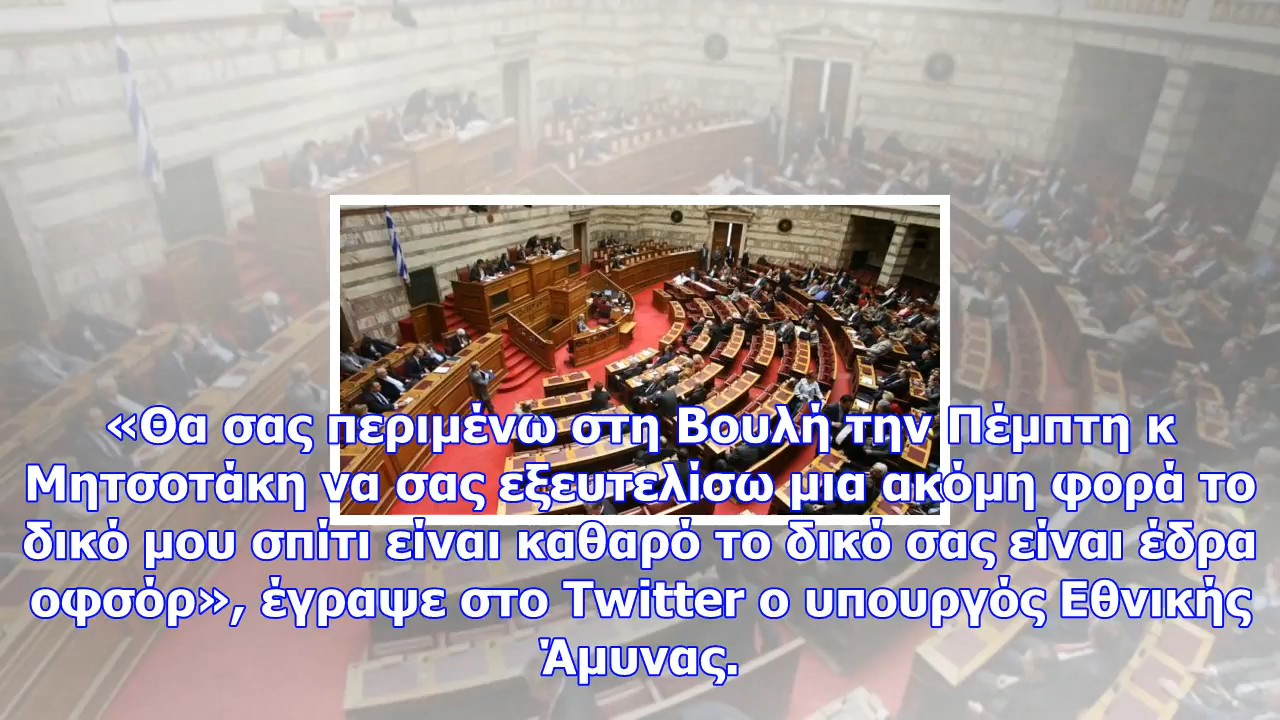 «Θα σας περιμένω στη Βουλή την Πέμπτη κ
Μητσοτάκη να σας εξευτελίσω μια ακόμη φορά το
δικό μου σπίτι είναι καθαρό το δικό σας είναι έδρα
οφσόρ», έγραψε στο Twitter ο υπουργός Εθνικής
Άμυνας.